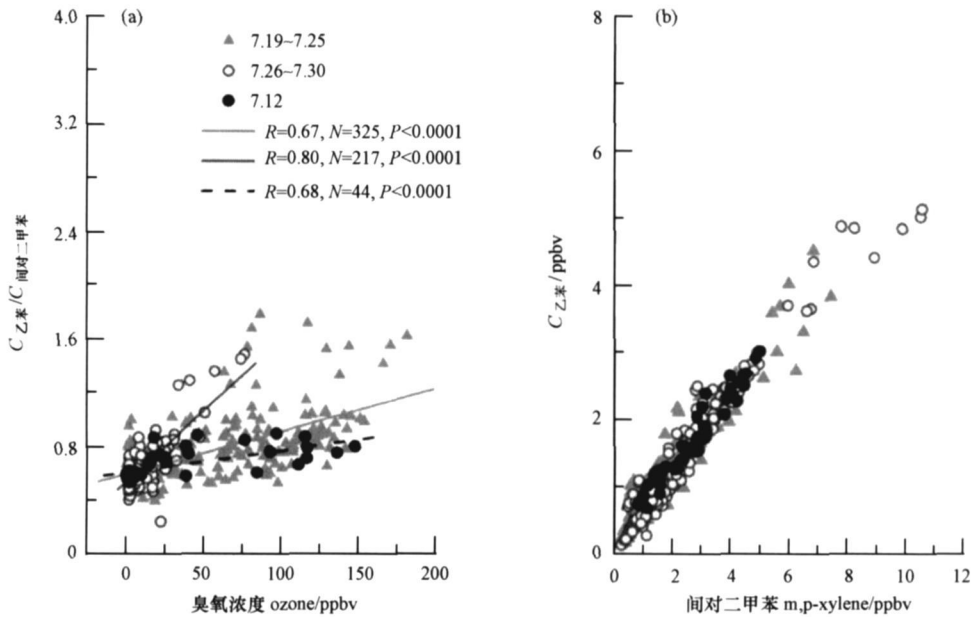 (a)
7.19~7.25
7.26~7.30
7.12
R=0.67, N=325, P<0.0001
R=0.80, N=217, P<0.0001
R=0.68, N=44, P<0.0001
4.0
3.2
2.4
1.6
0.8
0
C乙苯/C间对二甲苯
0 50 100 150 200
臭氧浓度 ozone/ppbv
(b)
8
6
4
2
0
C乙苯/ppbv
0 2 4 6 8 10 12
间对二甲苯 m,p-xylene/ppbv